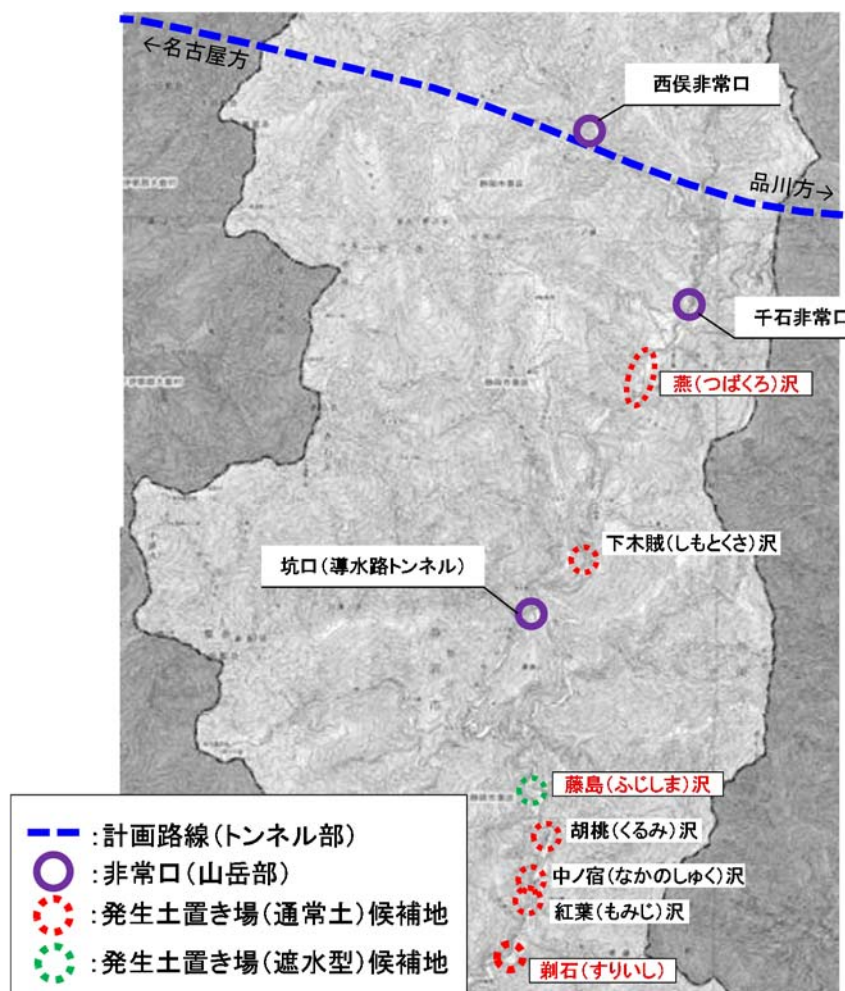 ←名古屋方
西俣非常口
品川方→
千石非常口
燕(つばくろ)沢
下木賊(しもとくさ)沢
坑口(導水路トンネル)
藤島(ふじしま)沢
胡桃(くるみ)沢
中ノ宿(なかのしゅく)沢
紅葉(もみじ)沢
剃石(すりいし)
:計画路線(トンネル部)
:非常口(山岳部)
:発生土置き場(通常土)候補地
:発生土置き場(遮水型)候補地